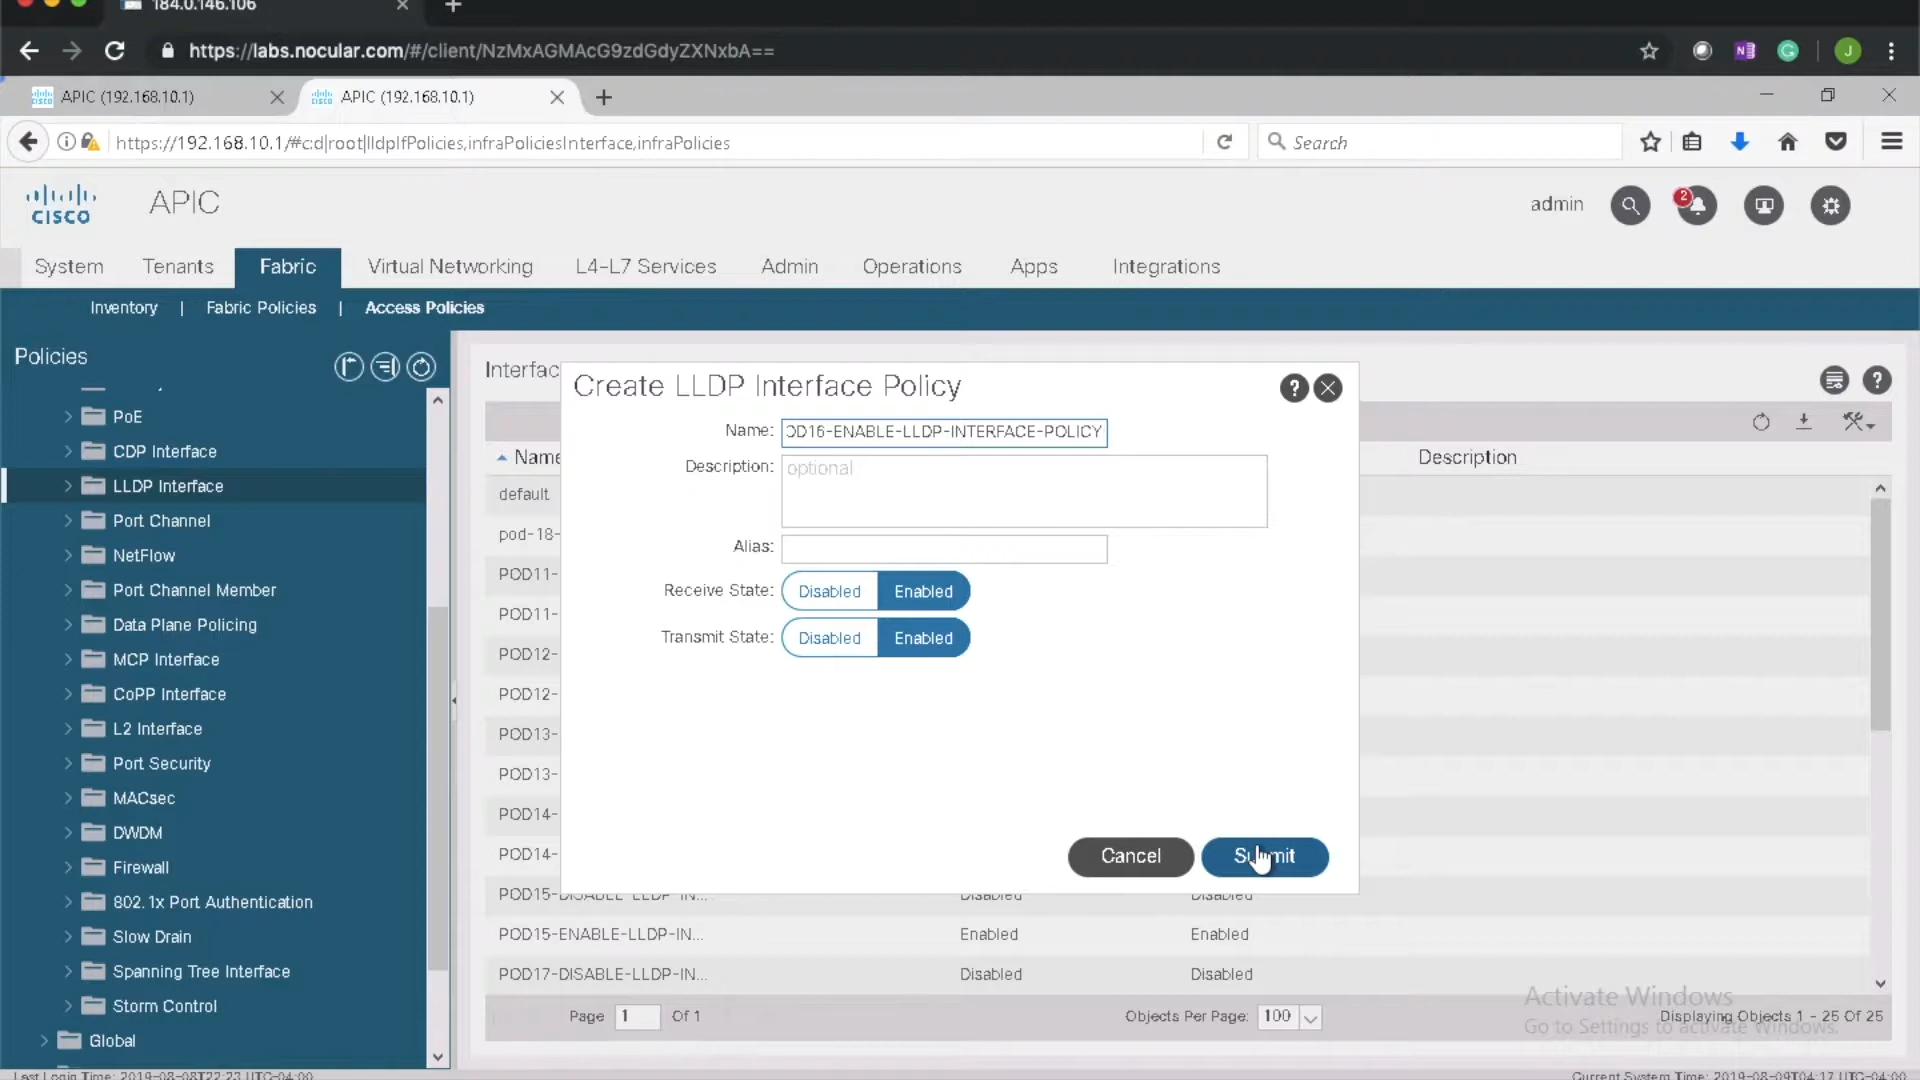 184.0.146.106
https://labs.nocular.com/#/client/NzMxAGMAcG9zdGdyZXNxbA==
J
APIC (192.168.10.1)
APIC (192.168.10.1)
https://192.168.10.1/#c:d|root|lldpIfPolicies,infraPoliciesInterface,infraPolicies
Search
CISCO
APIC
admin
2
System
Tenants
Fabric
Virtual Networking
L4-L7 Services
Admin
Operations
Apps
Integrations
Inventory | Fabric Policies | Access Policies
Policies
PoE
CDP Interface
LLDP Interface
Port Channel
NetFlow
Port Channel Member
Data Plane Policing
MCP Interface
CoPP Interface
L2 Interface
Port Security
MACsec
DWDM
Firewall
802.1x Port Authentication
Slow Drain
Spanning Tree Interface
Storm Control
Global
Interfac
Name
Description
default
pod-18-
POD11-
POD11-
POD12-
POD12-
POD13-
POD13-
POD14-
POD14-
POD15-DISABLE-LLDP-IN... Disabled Disabled
POD15-ENABLE-LLDP-IN... Enabled Enabled
POD17-DISABLE-LLDP-IN... Disabled Disabled
Page 1 Of 1
Objects Per Page: 100
Displaying Objects 1 - 25 Of 25
Create LLDP Interface Policy
Name: OD16-ENABLE-LLDP-INTERFACE-POLICY
Description: optional
Alias:
Receive State: Disabled Enabled
Transmit State: Disabled Enabled
Cancel
Submit
Activate Windows
Go to Settings to activate Windows.
Last Login Time: 2019-08-08T22:23 UTC-04:00
Current System Time: 2019-08-09T04:17 UTC-04:00